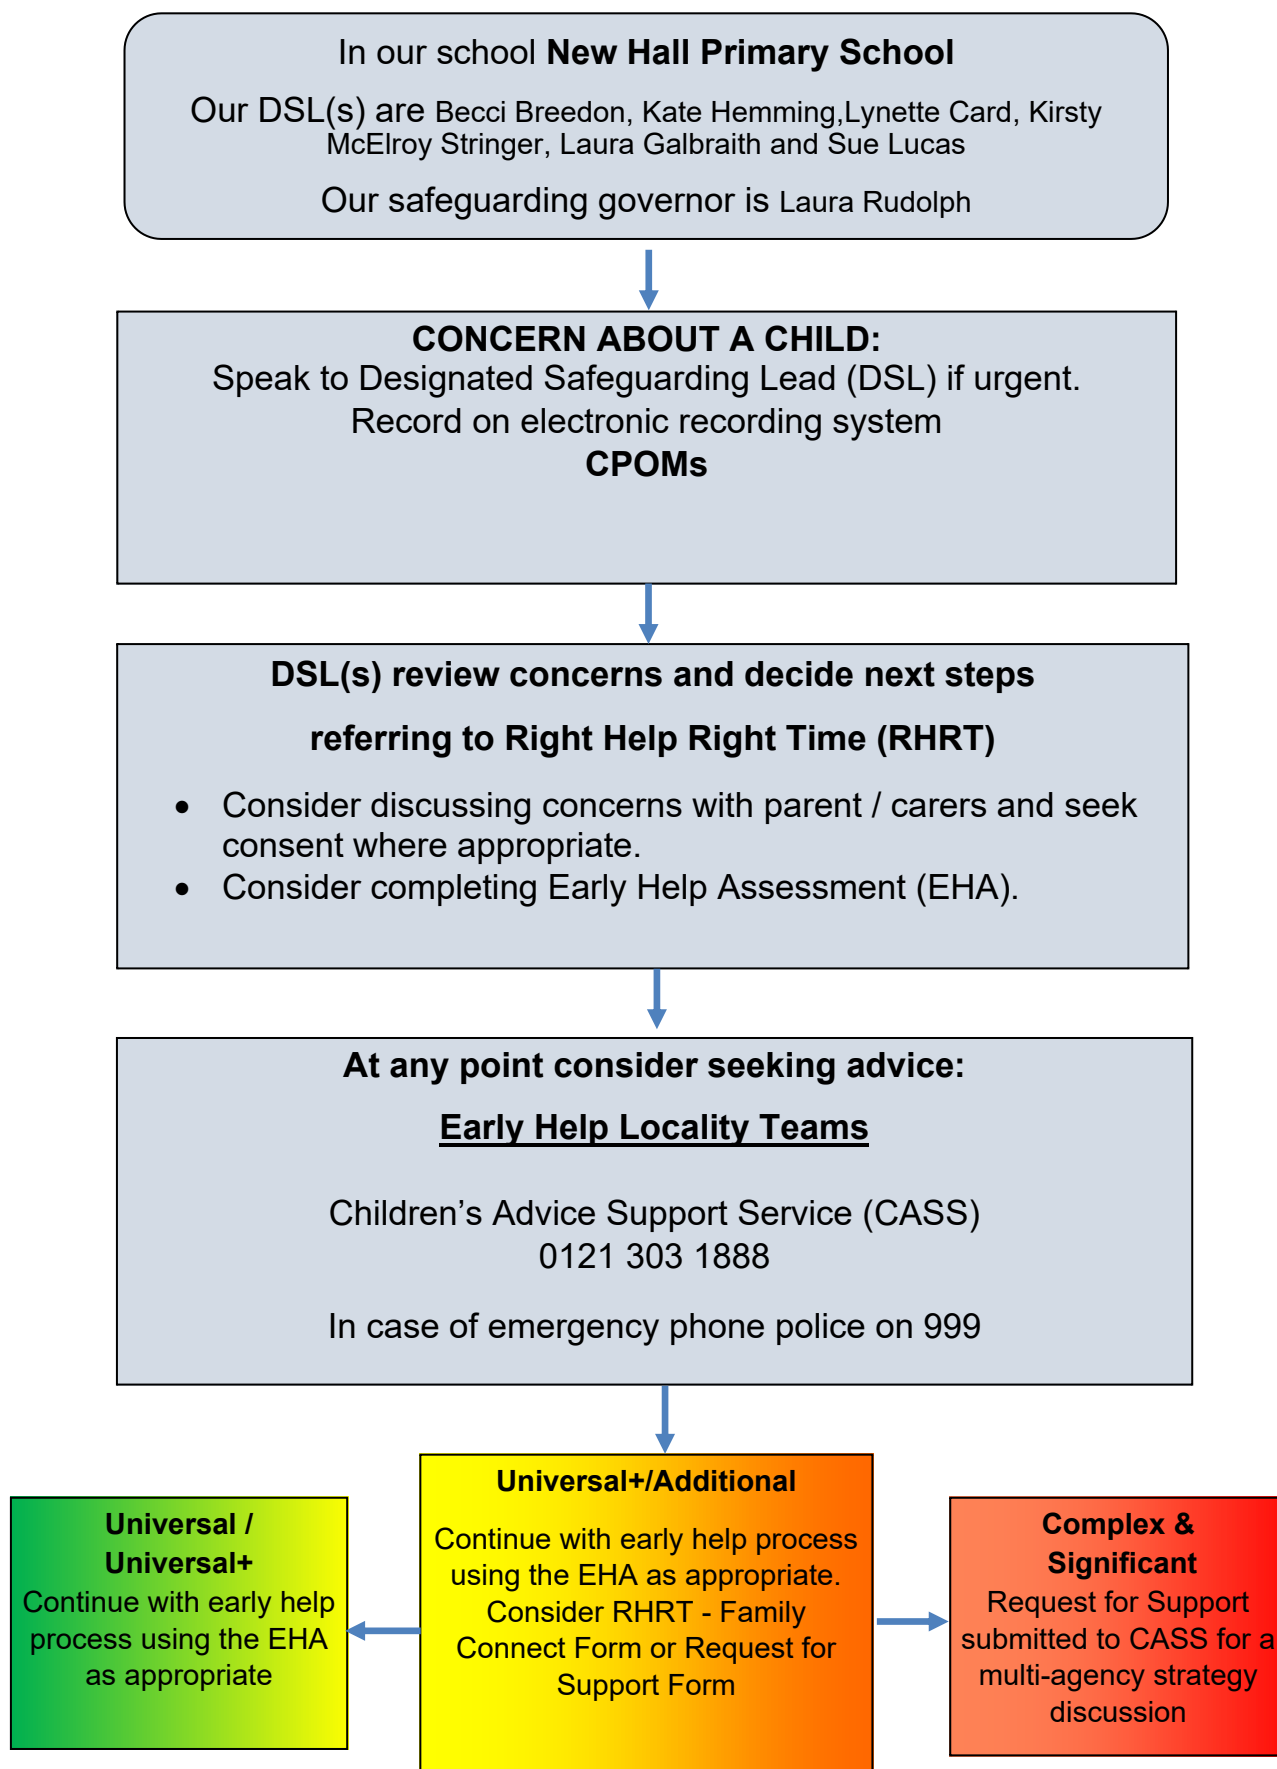 In our school New Hall Primary School
Our DSL(s) are Becci Breedon, Kate Hemming,Lynette Card, Kirsty
McElroy Stringer, Laura Galbraith and Sue Lucas
Our safeguarding governor is Laura Rudolph
CONCERN ABOUT A CHILD:
Speak to Designated Safeguarding Lead (DSL) if urgent.
Record on electronic recording system
CPOMs
DSL(s) review concerns and decide next steps
referring to Right Help Right Time (RHRT)
• Consider discussing concerns with parent / carers and seek
consent where appropriate.
• Consider completing Early Help Assessment (EHA).
At any point consider seeking advice:
Early Help Locality Teams
Children’s Advice Support Service (CASS)
0121 303 1888
In case of emergency phone police on 999
Universal /
Universal+
Continue with early help
process using the EHA
as appropriate
Universal+/Additional
Continue with early help process
using the EHA as appropriate.
Consider RHRT - Family
Connect Form or Request for
Support Form
Complex &
Significant
Request for Support
submitted to CASS for a
multi-agency strategy
discussion